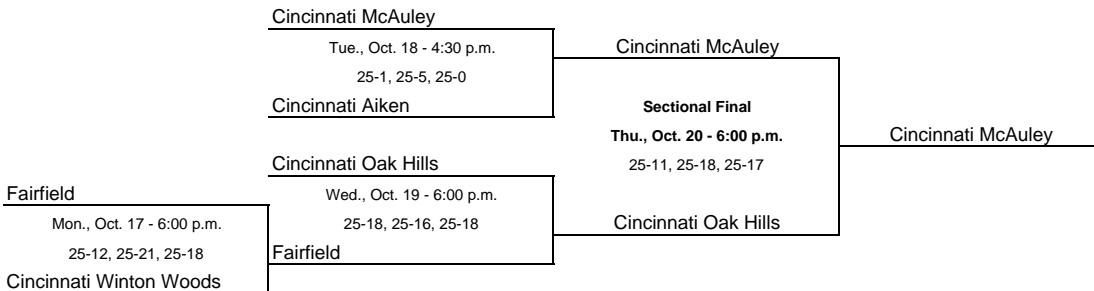 Cincinnati McAuley
Tue., Oct. 18 - 4:30 p.m.
25-1, 25-5, 25-0
Cincinnati Aiken
Cincinnati McAuley
Sectional Final
Thu., Oct. 20 - 6:00 p.m.
25-11, 25-18, 25-17
Cincinnati McAuley
Cincinnati Oak Hills
Wed., Oct. 19 - 6:00 p.m.
25-18, 25-16, 25-18
Fairfield
Cincinnati Oak Hills
Fairfield
Mon., Oct. 17 - 6:00 p.m.
25-12, 25-21, 25-18
Cincinnati Winton Woods